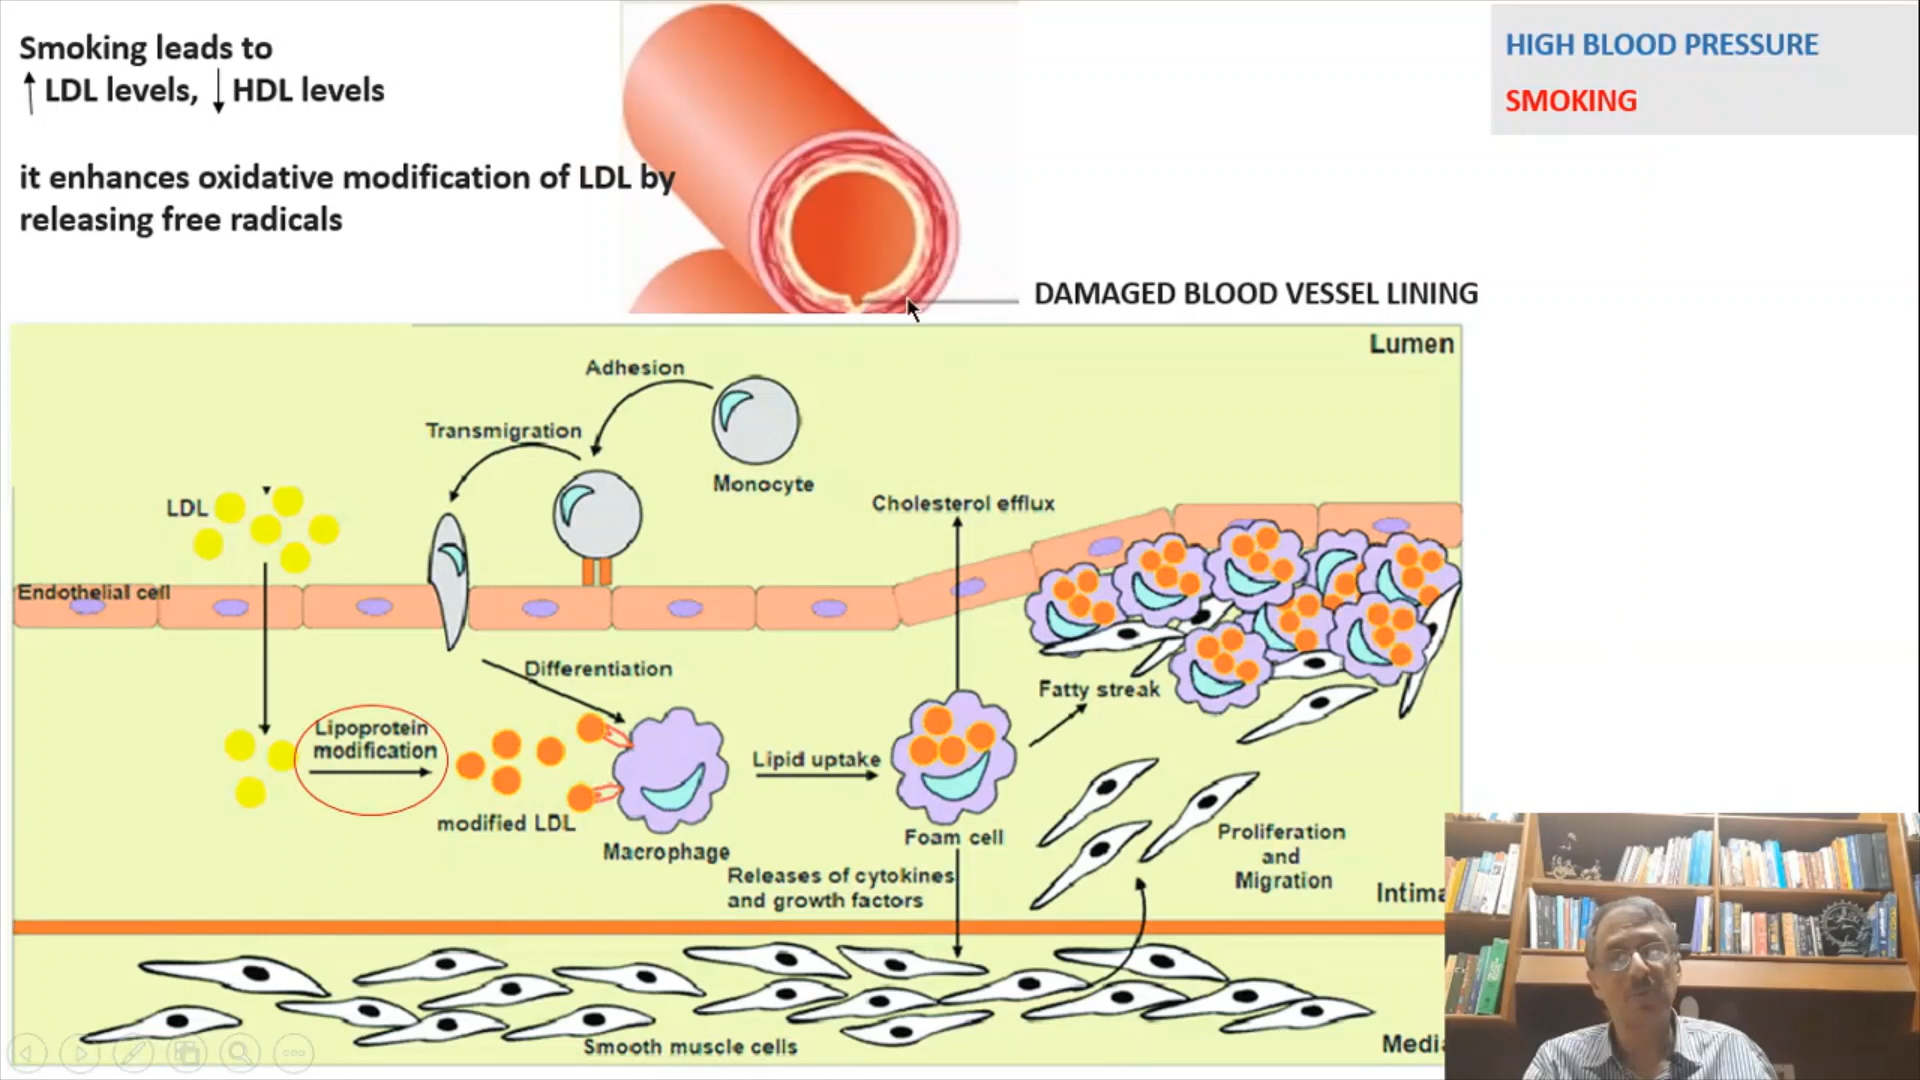 Smoking leads to
↑ LDL levels, ↓ HDL levels
it enhances oxidative modification of LDL by
releasing free radicals
HIGH BLOOD PRESSURE
SMOKING
DAMAGED BLOOD VESSEL LINING
Lumen
Adhesion
Transmigration
Monocyte
LDL
Cholesterol efflux
Endothelial cell
Differentiation
Fatty streak
Lipoprotein
modification
Lipid uptake
modified LDL
Macrophage
Foam cell
Proliferation
and
Migration
Releases of cytokines
and growth factors
Intima
Smooth muscle cells
Media